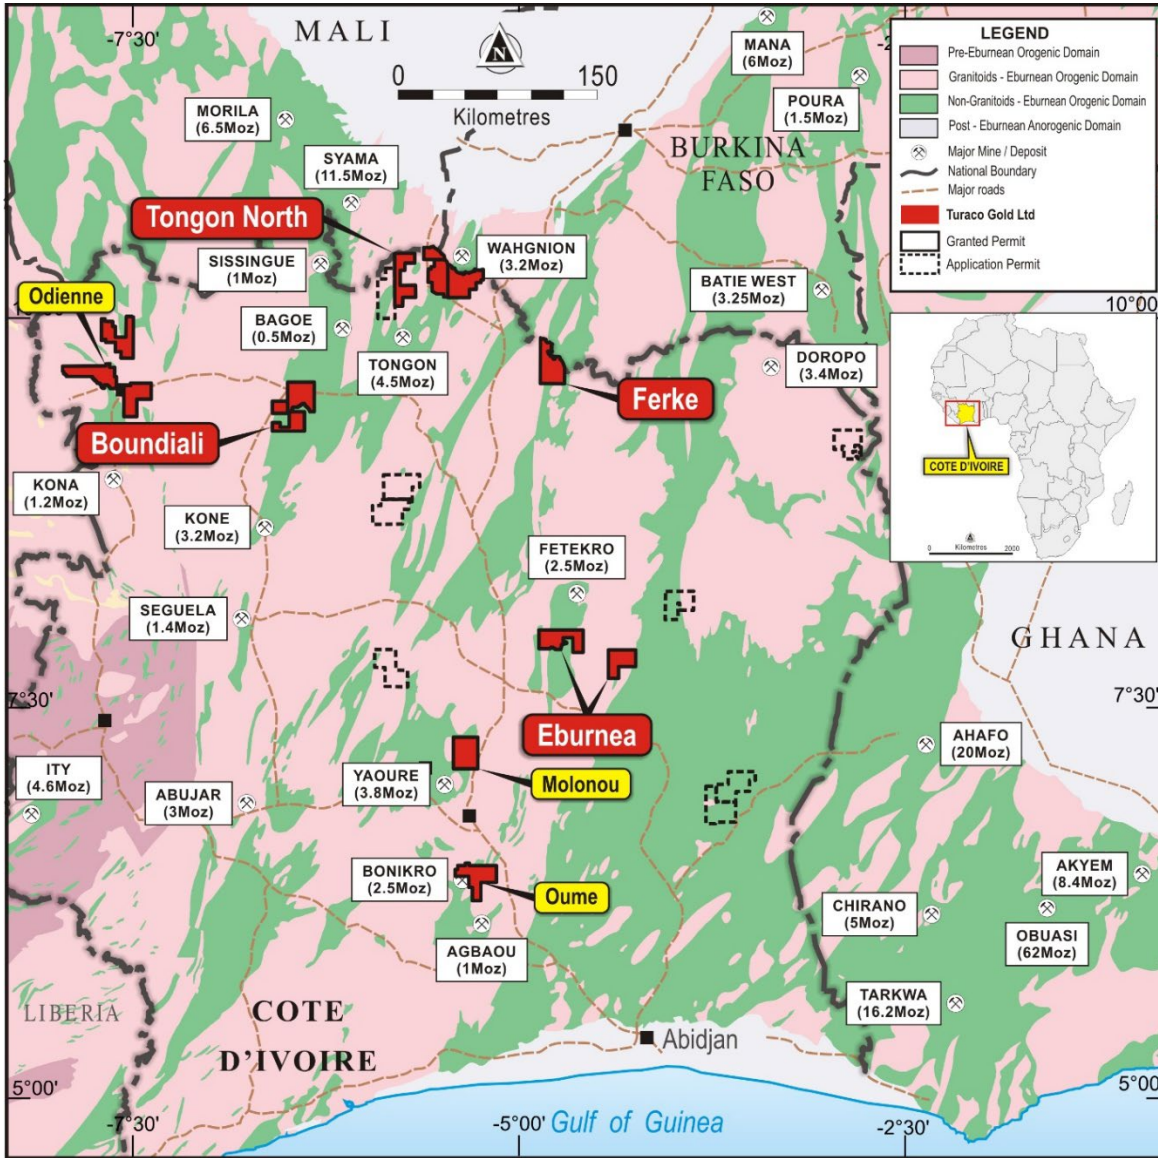 -7°30'
MALI
N
0 150
Kilometres
MANA
(6Moz)
POURA
(1.5Moz)
LEGEND
Pre-Eburnean Orogenic Domain
Granitoids - Eburnean Orogenic Domain
Non-Granitoids - Eburnean Orogenic Domain
Post - Eburnean Anorogenic Domain
Major Mine / Deposit
National Boundary
Major roads
Turaco Gold Ltd
Granted Permit
Application Permit
MORILA
(6.5Moz)
SYAMA
(11.5Moz)
BURKINA
FASO
Tongon North
SISSINGUE
(1Moz)
WAHGNION
(3.2Moz)
BATIE WEST
(3.25Moz)
10°00'
Odienne
BAGOE
(0.5Moz)
TONGON
(4.5Moz)
DOROPO
(3.4Moz)
Ferke
Boundiali
COTE D'IVOIRE
0 Kilometres 2000
KONA
(1.2Moz)
KONE
(3.2Moz)
FETEKRO
(2.5Moz)
SEGUELA
(1.4Moz)
GHANA
7°30'
7°30'
Eburnea
AHAFO
(20Moz)
ITY
(4.6Moz)
ABUJAR
(3Moz)
YAOURE
(3.8Moz)
Molonou
BONIKRO
(2.5Moz)
Oume
AKYEM
(8.4Moz)
CHIRANO
(5Moz)
OBUASI
(62Moz)
AGBAOU
(1Moz)
TARKWA
(16.2Moz)
LIBERIA
COTE
D'IVOIRE
Abidjan
5°00'
5°00'
-7°30'
-5°00'
Gulf of Guinea
-2°30'